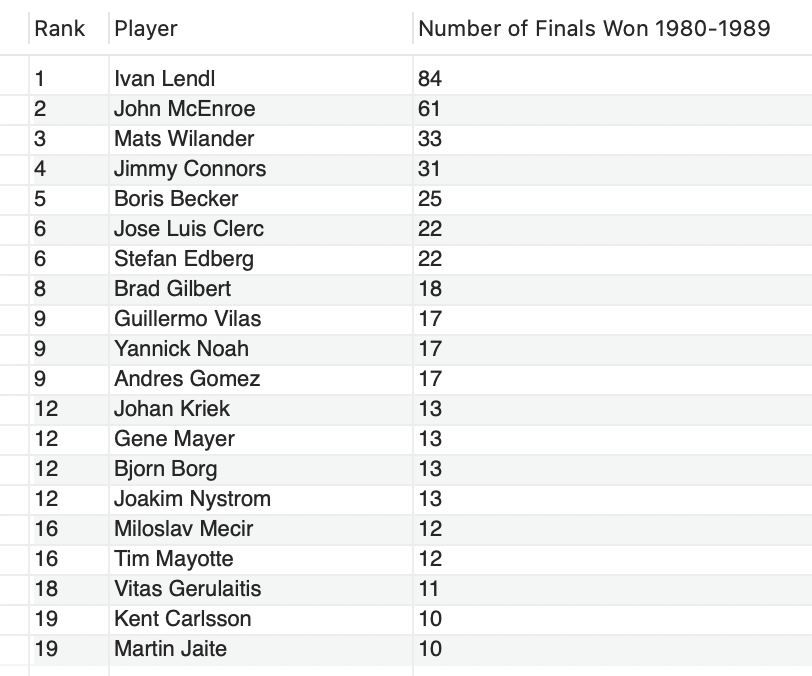 Rank Player Number of Finals Won 1980-1989
1 Ivan Lendl 84
2 John McEnroe 61
3 Mats Wilander 33
4 Jimmy Connors 31
5 Boris Becker 25
6 Jose Luis Clerc 22
6 Stefan Edberg 22
8 Brad Gilbert 18
9 Guillermo Vilas 17
9 Yannick Noah 17
9 Andres Gomez 17
12 Johan Kriek 13
12 Gene Mayer 13
12 Bjorn Borg 13
12 Joakim Nystrom 13
16 Miloslav Mecir 12
16 Tim Mayotte 12
18 Vitas Gerulaitis 11
19 Kent Carlsson 10
19 Martin Jaite 10